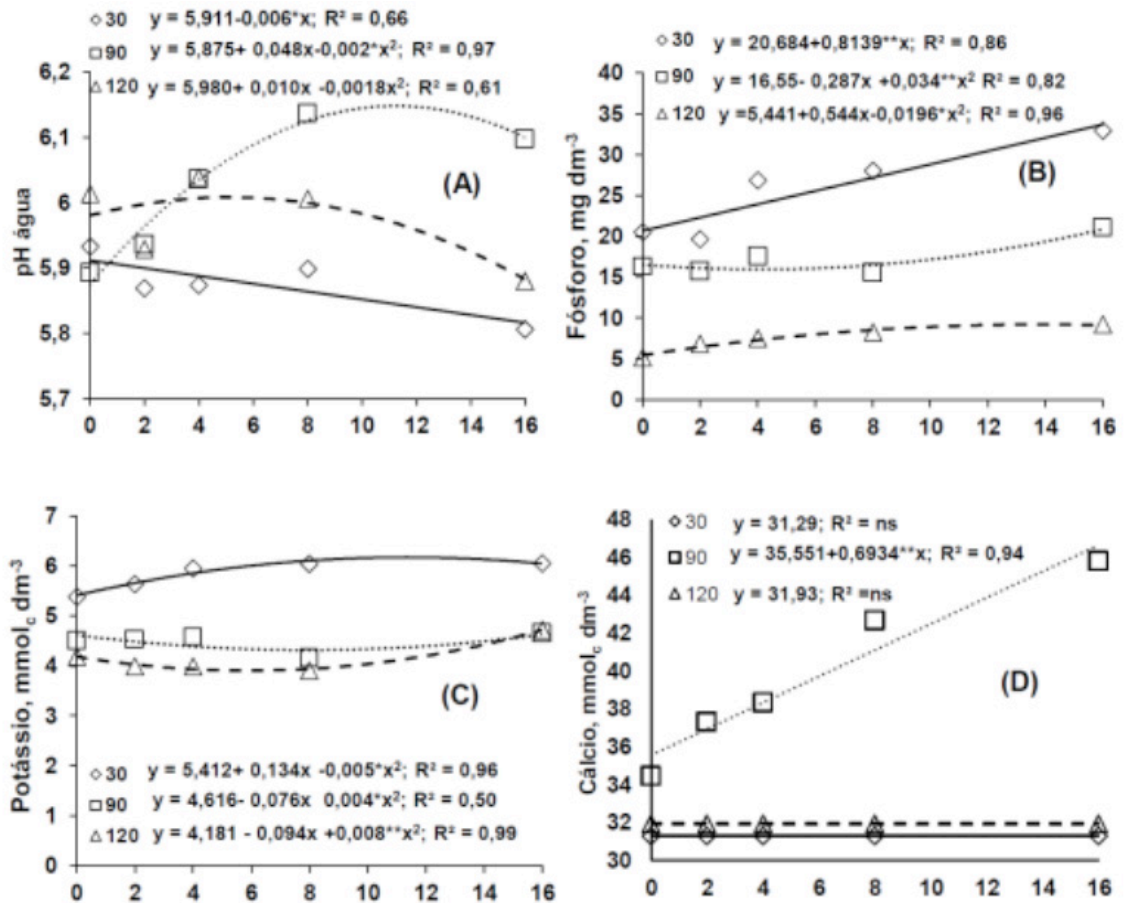 30 y = 5,911-0,006*x; R² = 0,66
90 y = 5,875+ 0,048x-0,002*x²; R² = 0,97
120 y = 5,980+ 0,010x -0,0018x²; R² = 0,61
6,2
6,1
6
5,9
5,8
5,7
pH água
(A)
0 2 4 6 8 10 12 14 16
30 y = 20,684+0,8139**x; R² = 0,86
90 y = 16,55- 0,287x +0,034**x² R² = 0,82
120 y =5,441+0,544x-0,0196*x²; R² = 0,96
40
35
30
25
20
15
10
5
0
Fósforo, mg dm⁻³
(B)
0 2 4 6 8 10 12 14 16
7
6
5
4
3
2
1
0
Potássio, mmolc dm⁻³
(C)
30 y = 5,412+ 0,134x -0,005*x²; R² = 0,96
90 y = 4,616- 0,076x 0,004*x²; R² = 0,50
120 y = 4,181 - 0,094x +0,008**x²; R² = 0,99
0 2 4 6 8 10 12 14 16
30 y = 31,29; R² = ns
90 y = 35,551+0,6934**x; R² = 0,94
120 y = 31,93; R² =ns
48
46
44
42
40
38
36
34
32
30
Cálcio, mmolc dm⁻³
(D)
0 2 4 6 8 10 12 14 16